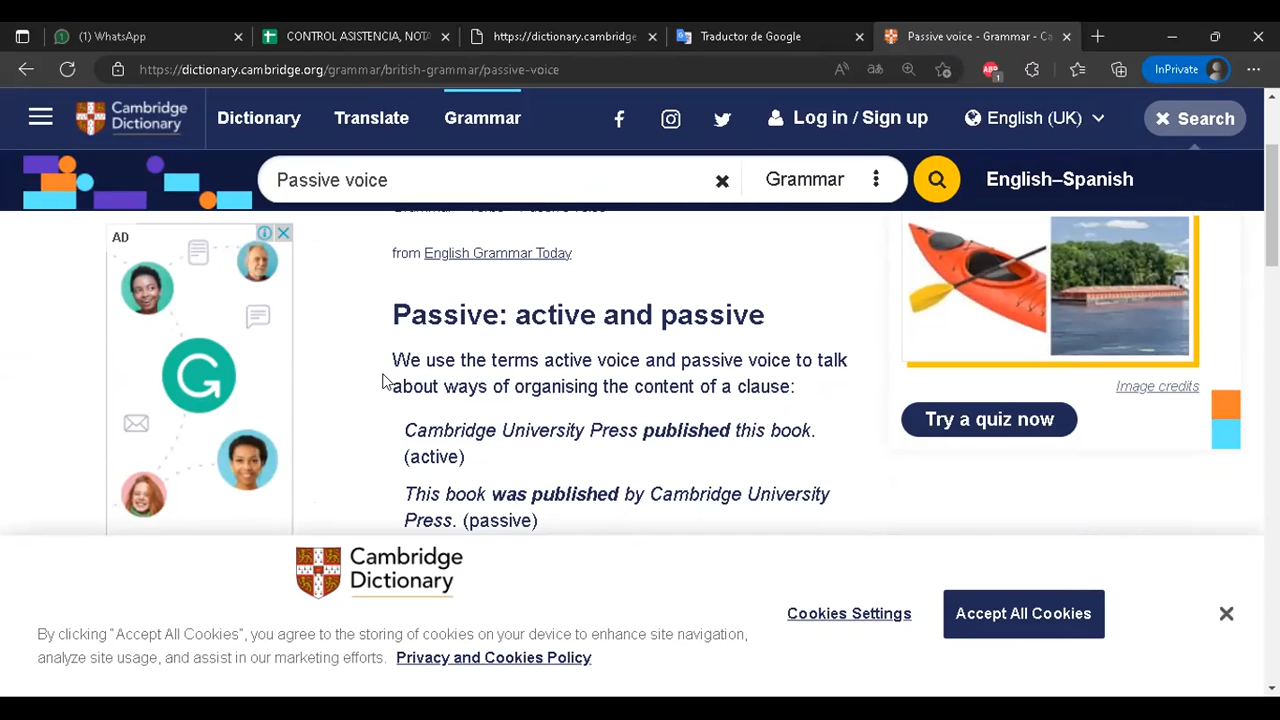 (1) WhatsApp
CONTROL ASISTENCIA, NOTA
https://dictionary.cambridge
Traductor de Google
Passive voice - Grammar - Ca
https://dictionary.cambridge.org/grammar/british-grammar/passive-voice
InPrivate
Cambridge Dictionary
Dictionary
Translate
Grammar
Log in / Sign up
English (UK)
Search
Passive voice
Grammar
English–Spanish
AD
from English Grammar Today
Passive: active and passive
We use the terms active voice and passive voice to talk
about ways of organising the content of a clause:
Cambridge University Press published this book.
(active)
This book was published by Cambridge University
Press. (passive)
Image credits
Try a quiz now
Cambridge
Dictionary
By clicking “Accept All Cookies”, you agree to the storing of cookies on your device to enhance site navigation,
analyze site usage, and assist in our marketing efforts. Privacy and Cookies Policy
Cookies Settings
Accept All Cookies